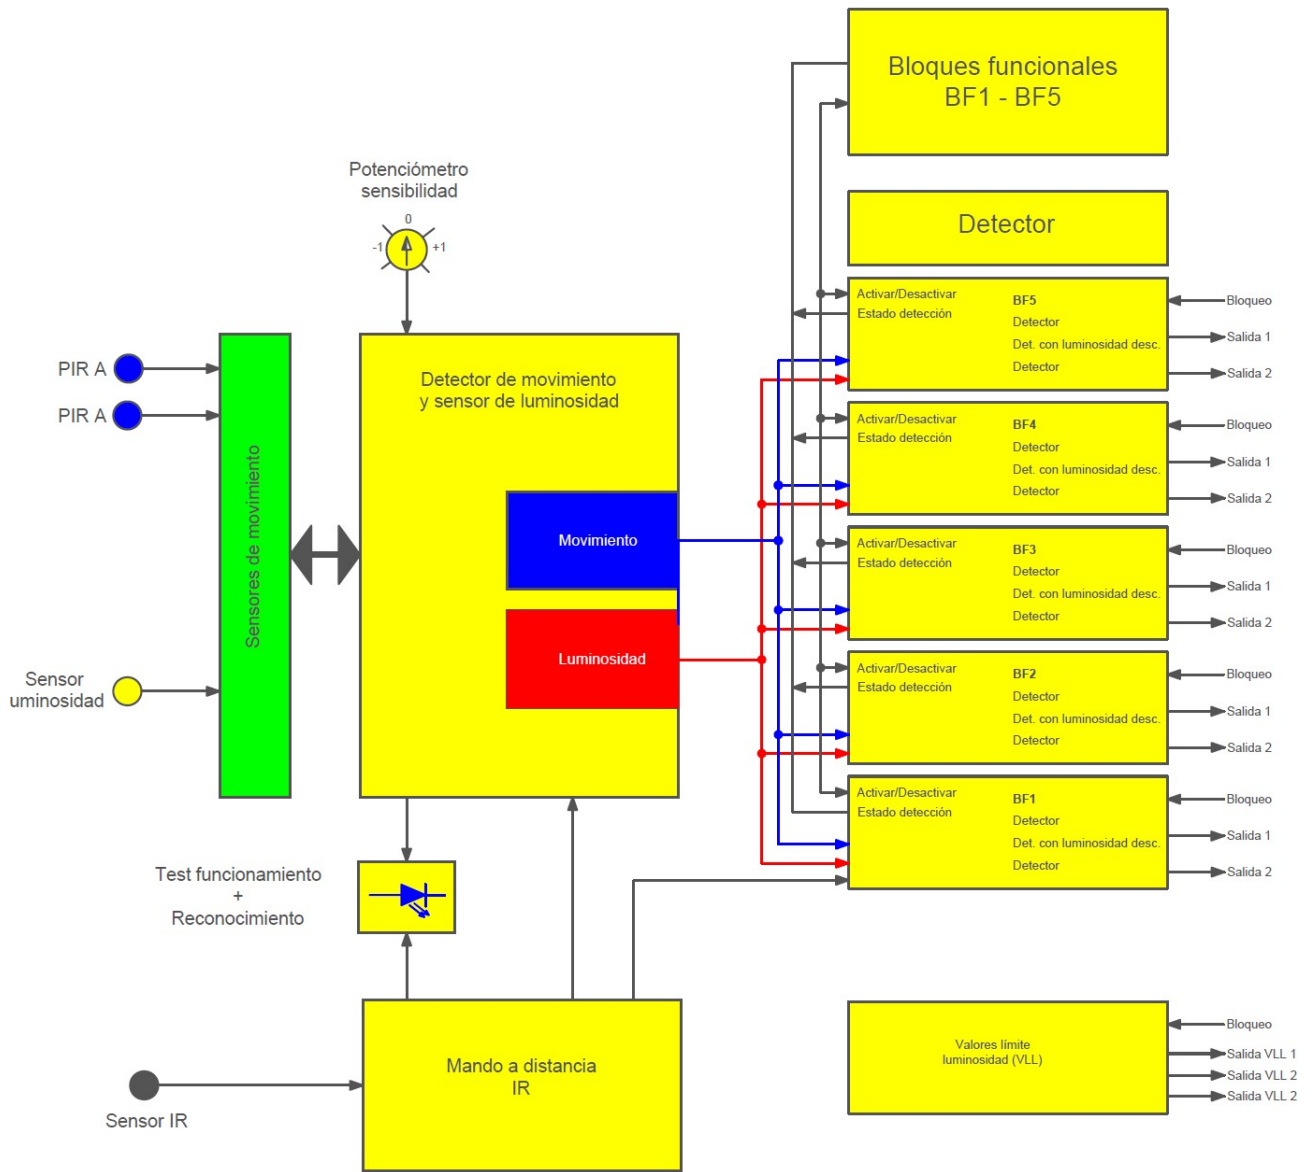 Bloques funcionales
BF1 - BF5
Potenciómetro
sensibilidad
0
-1
+1
Detector
Activar/Desactivar
Estado detección
BF5
Detector
Det. con luminosidad desc.
Detector
Bloqueo
Salida 1
Salida 2
PIR A
PIR A
Sensores de movimiento
Detector de movimiento
y sensor de luminosidad
Movimiento
Luminosidad
Activar/Desactivar
Estado detección
BF4
Detector
Det. con luminosidad desc.
Detector
Bloqueo
Salida 1
Salida 2
Activar/Desactivar
Estado detección
BF3
Detector
Det. con luminosidad desc.
Detector
Bloqueo
Salida 1
Salida 2
Sensor
uminosidad
Activar/Desactivar
Estado detección
BF2
Detector
Det. con luminosidad desc.
Detector
Bloqueo
Salida 1
Salida 2
Activar/Desactivar
Estado detección
BF1
Detector
Det. con luminosidad desc.
Detector
Bloqueo
Salida 1
Salida 2
Test funcionamiento
+
Reconocimiento
Mando a distancia
IR
Sensor IR
Valores límite
luminosidad (VLL)
Bloqueo
Salida VLL 1
Salida VLL 2
Salida VLL 2